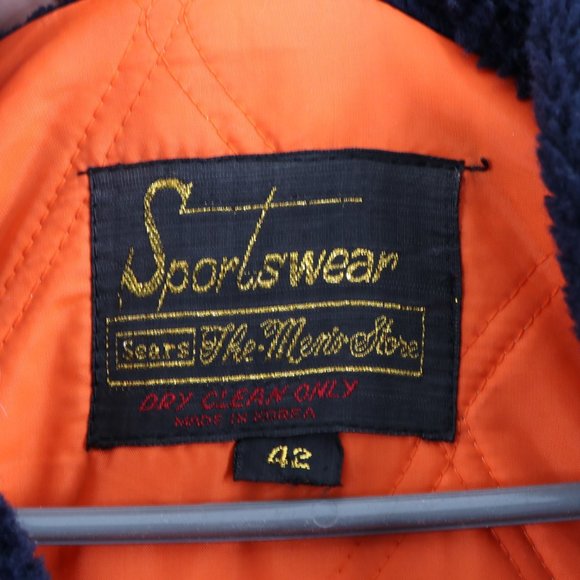 Sportswear
Sears The Men's Store
DRY CLEAN ONLY
MADE IN KOREA
42